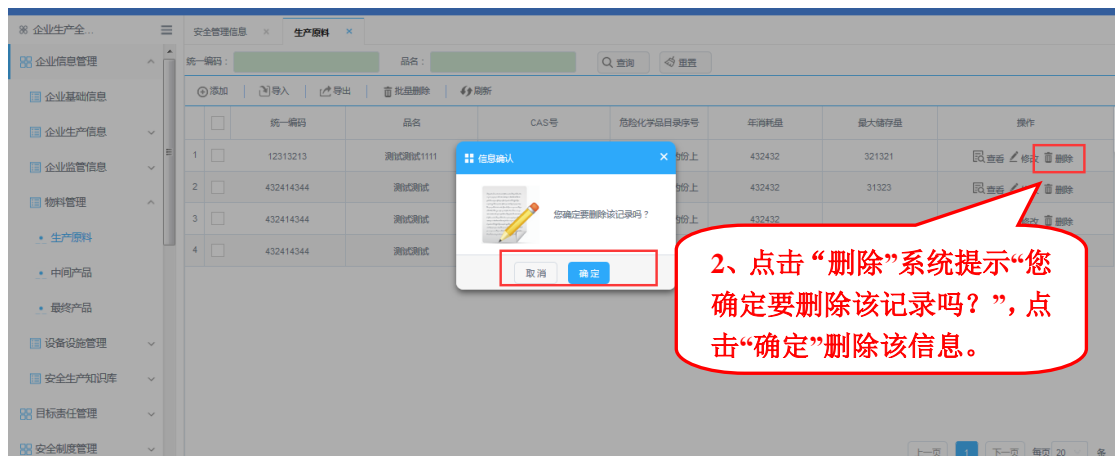 企业生产全...
安全管理信息 × 生产原料 ×
企业信息管理
统一编码： 品名： 查询 重置
企业基础信息
添加 导入 导出 批量删除 刷新
统一编码 品名 CAS号 危险化学品目录序号 年消耗量 最大储存量 操作
企业生产信息
1 12313213 测试测试1111 份上 432432 321321 查看 修改 删除
信息确认 ×
企业监管信息
2 432414344 测试测试 份上 432432 31323 查看 删除
物料管理
您确定要删除该记录吗？
3 432414344 测试测试 份上 432432 修改 删除
生产原料
4 432414344 测试测试
中间产品
取消 确定
最终产品
2、点击“删除”系统提示“您
确定要删除该记录吗？”，点
击“确定”删除该信息。
设备设施管理
安全生产知识库
目标责任管理
安全制度管理
上一页 1 下一页 每页 20 条